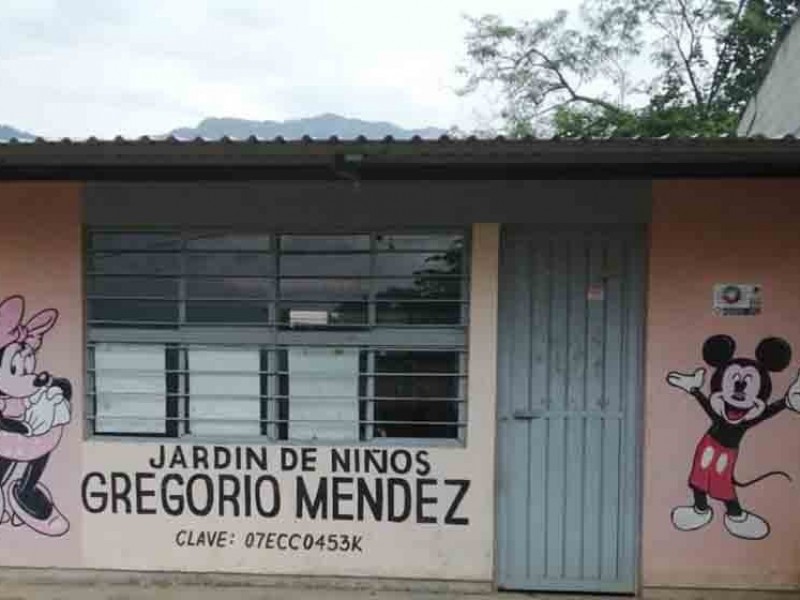 JARDIN DE NIÑOS
GREGORIO MENDEZ
CLAVE: 07ECC0453K